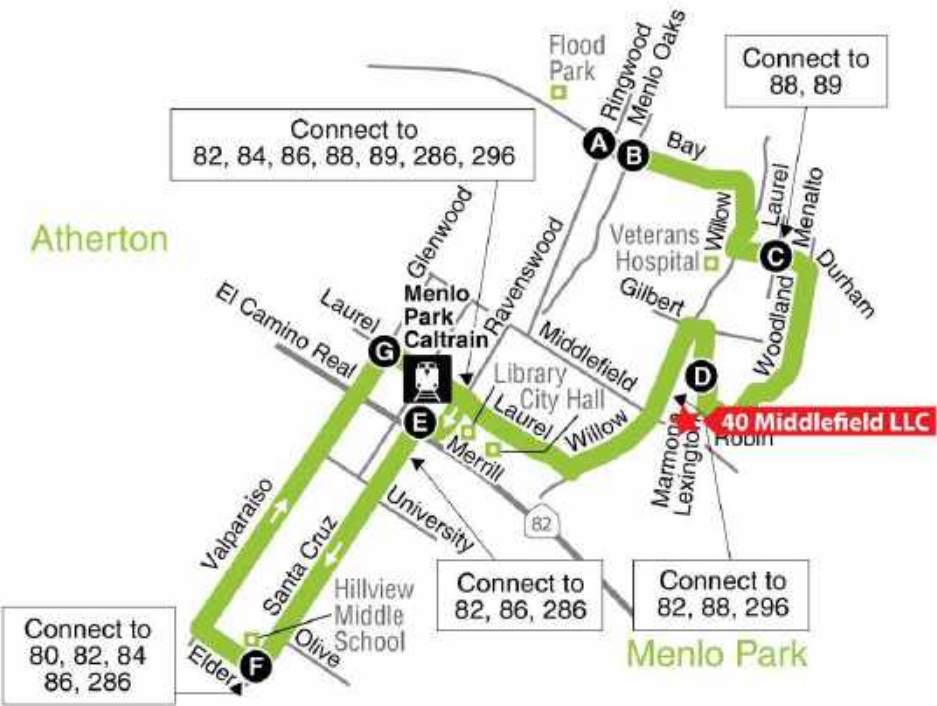 Flood
Park
Ringwood
Menlo Oaks
Connect to
88, 89
Connect to
82, 84, 86, 88, 89, 286, 296
A
B
Bay
Atherton
Glenwood
Ravenswood
Veterans
Hospital
Willow
Laurel
Menalto
C
Durham
El Camino Real
Laurel
Menlo
Park
Caltrain
Gilbert
Woodland
G
Middlefield
Library
City Hall
D
E
Laurel
Willow
40 Middlefield LLC
Robin
Merrill
Marmona
Lexington
Valparaiso
University
82
Santa Cruz
Hillview
Middle
School
Connect to
82, 86, 286
Connect to
82, 88, 296
Connect to
80, 82, 84
86, 286
Elder
F
Olive
Menlo Park